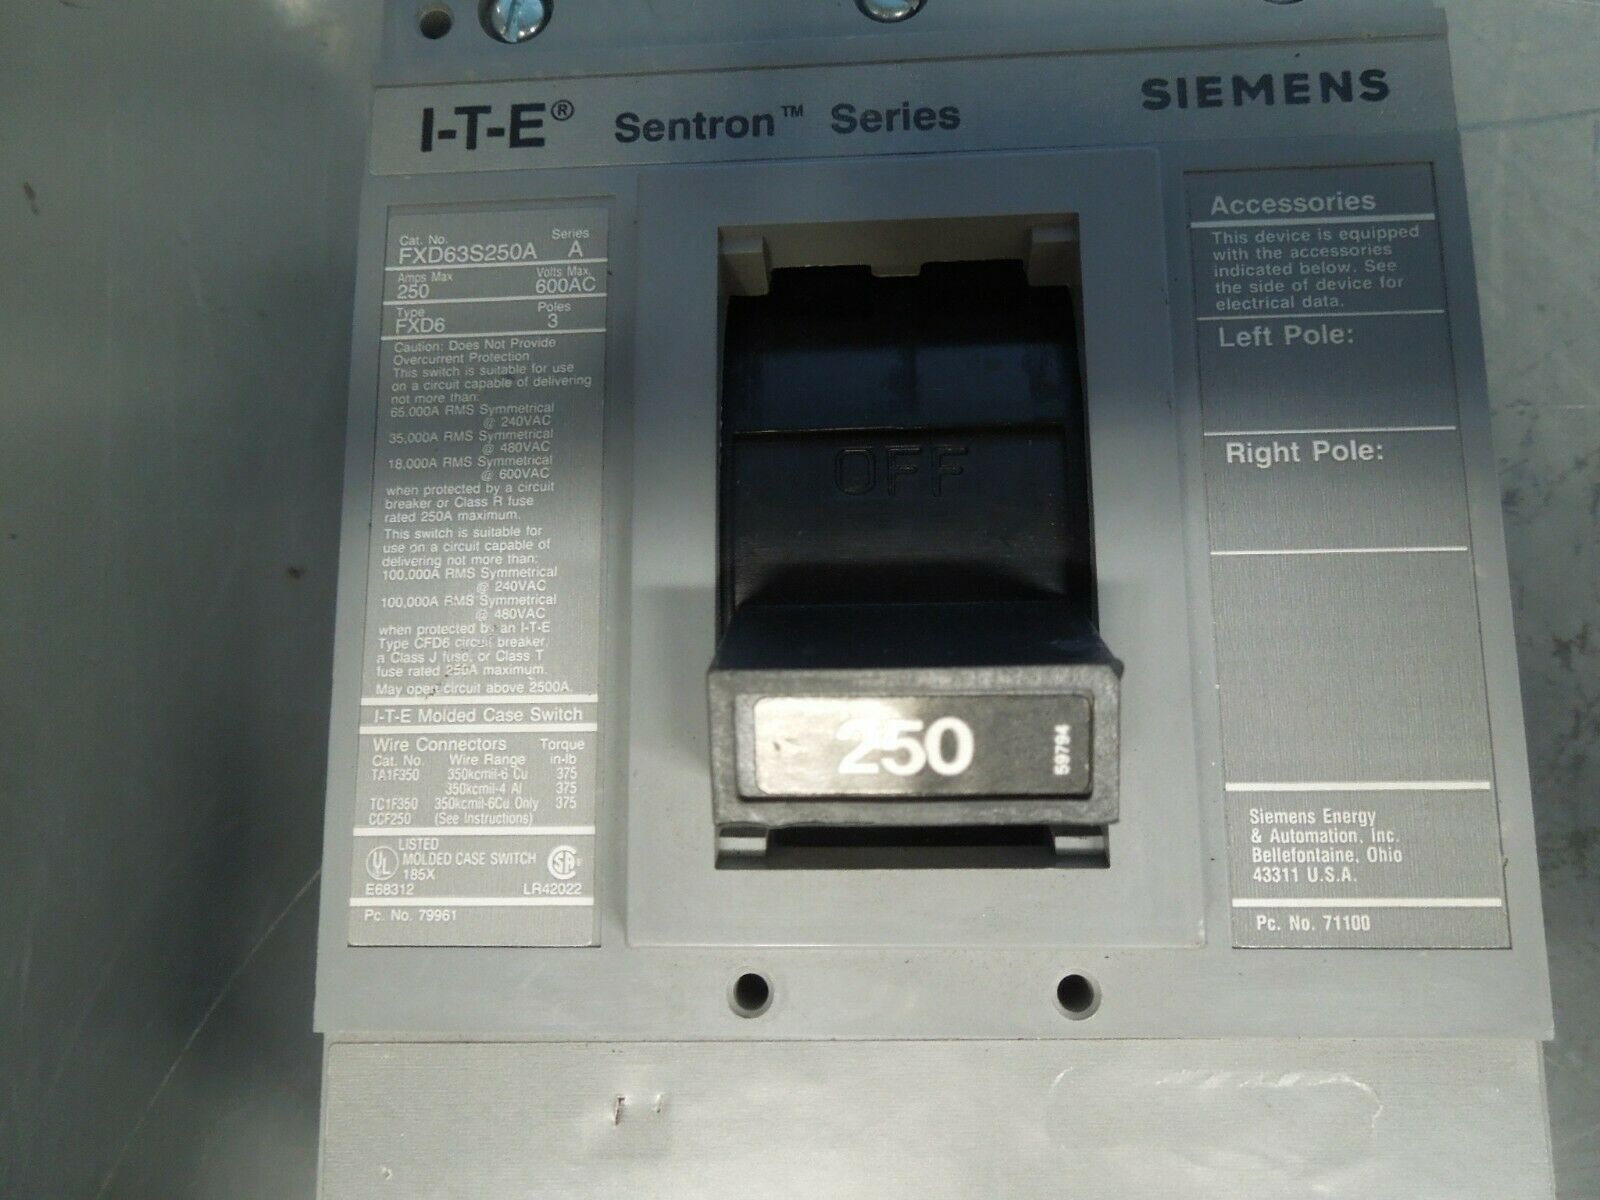 I-T-E® Sentron™ Series SIEMENS
Cat. No. Series
FXD63S250A A
Amps Max Volts Max.
250 600AC
Type Poles
FXD6 3
Caution: Does Not Provide
Overcurrent Protection
This switch is suitable for use
on a circuit capable of delivering
not more than:
65,000A RMS Symmetrical
@ 240VAC
35,000A RMS Symmetrical
@ 480VAC
18,000A RMS Symmetrical
@ 600VAC
when protected by a circuit
breaker or Class R fuse
rated 250A maximum.
This switch is suitable for
use on a circuit capable of
delivering not more than:
100,000A RMS Symmetrical
@ 240VAC
100,000A RMS Symmetrical
@ 480VAC
when protected by an I-T-E
Type CFD6 circuit breaker,
a Class J fuse, or Class T
fuse rated 250A maximum.
May open circuit above 2500A.
I-T-E Molded Case Switch
Wire Connectors Torque
Cat. No. Wire Range in-lb
TA1F350 350kcmil-6 Cu 375
350kcmil-4 Al 375
TC1F350 350kcmil-6Cu Only 375
CCF250 (See Instructions)
UL LISTED
MOLDED CASE SWITCH
185X
E68312 LR42022
Pc. No. 79961
OFF
250
59794
Accessories
This device is equipped
with the accessories
indicated below. See
the side of device for
electrical data.
Left Pole:
Right Pole:
Siemens Energy
& Automation, Inc.
Bellefontaine, Ohio
43311 U.S.A.
Pc. No. 71100